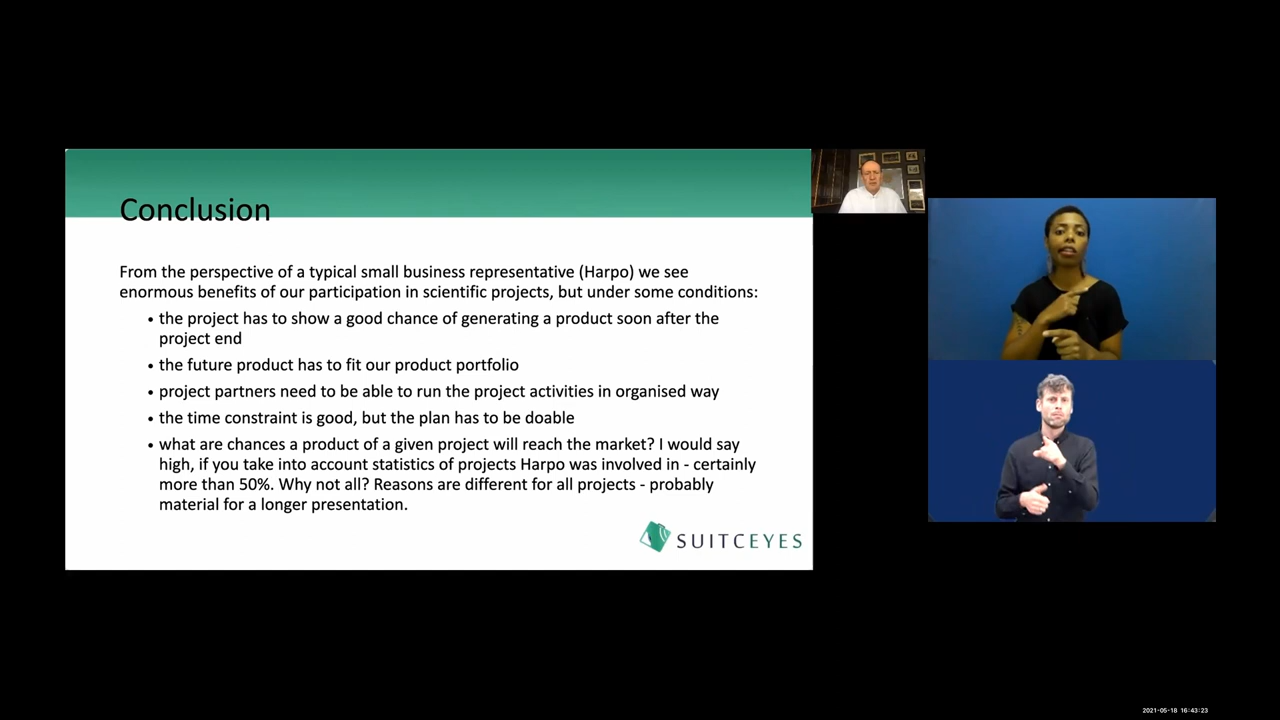 Conclusion
From the perspective of a typical small business representative (Harpo) we see
enormous benefits of our participation in scientific projects, but under some conditions:
• the project has to show a good chance of generating a product soon after the
project end
• the future product has to fit our product portfolio
• project partners need to be able to run the project activities in organised way
• the time constraint is good, but the plan has to be doable
• what are chances a product of a given project will reach the market? I would say
high, if you take into account statistics of projects Harpo was involved in - certainly
more than 50%. Why not all? Reasons are different for all projects - probably
material for a longer presentation.
SUITCEYES
2021-05-18 16:43:23